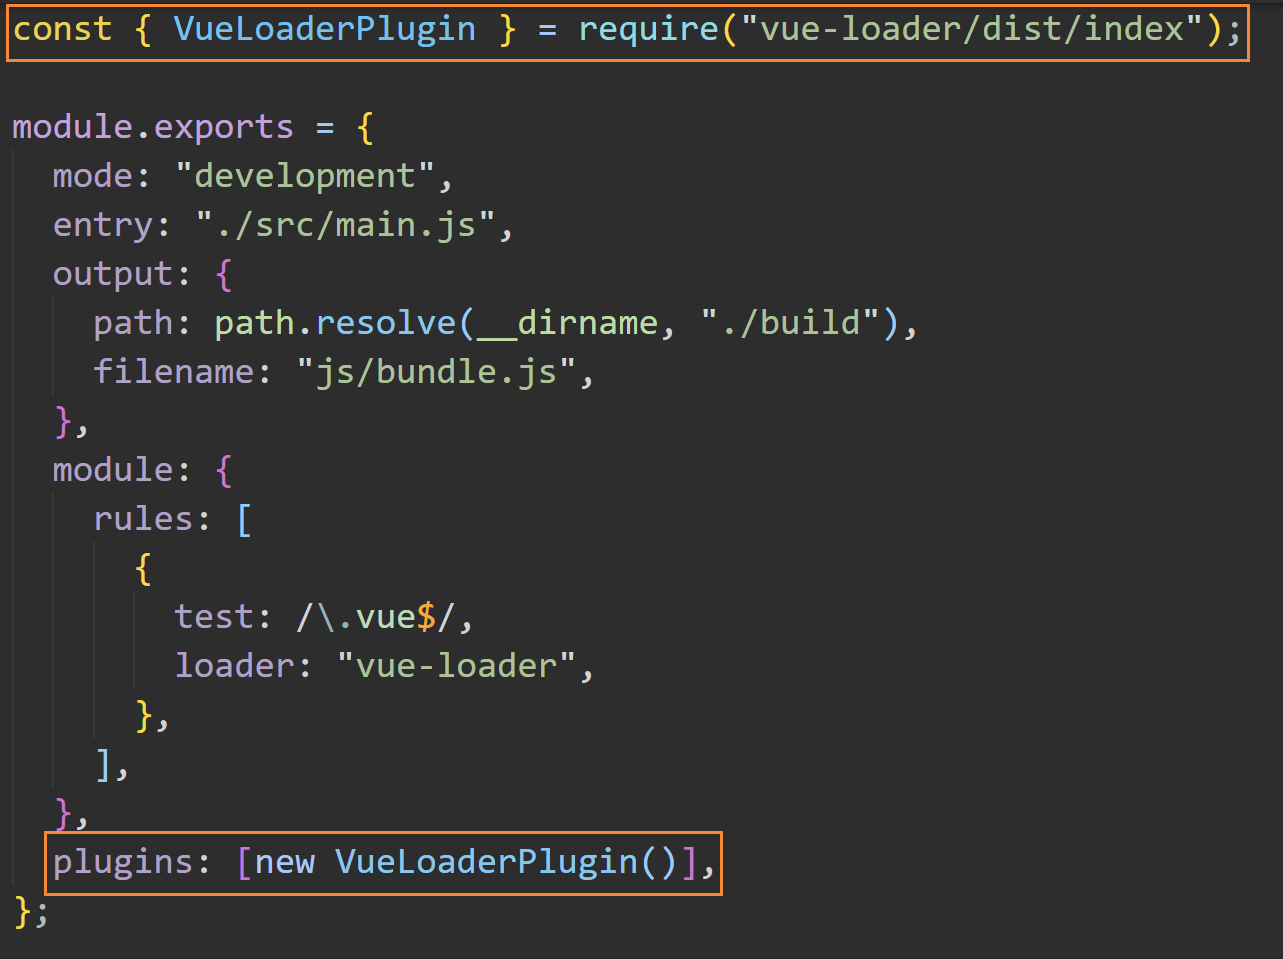 const { VueLoaderPlugin } = require("vue-loader/dist/index");
module.exports = {
  mode: "development",
  entry: "./src/main.js",
  output: {
    path: path.resolve(__dirname, "./build"),
    filename: "js/bundle.js",
  },
  module: {
    rules: [
      {
        test: /\.vue$/,
        loader: "vue-loader",
      },
    ],
  },
  plugins: [new VueLoaderPlugin()],
};